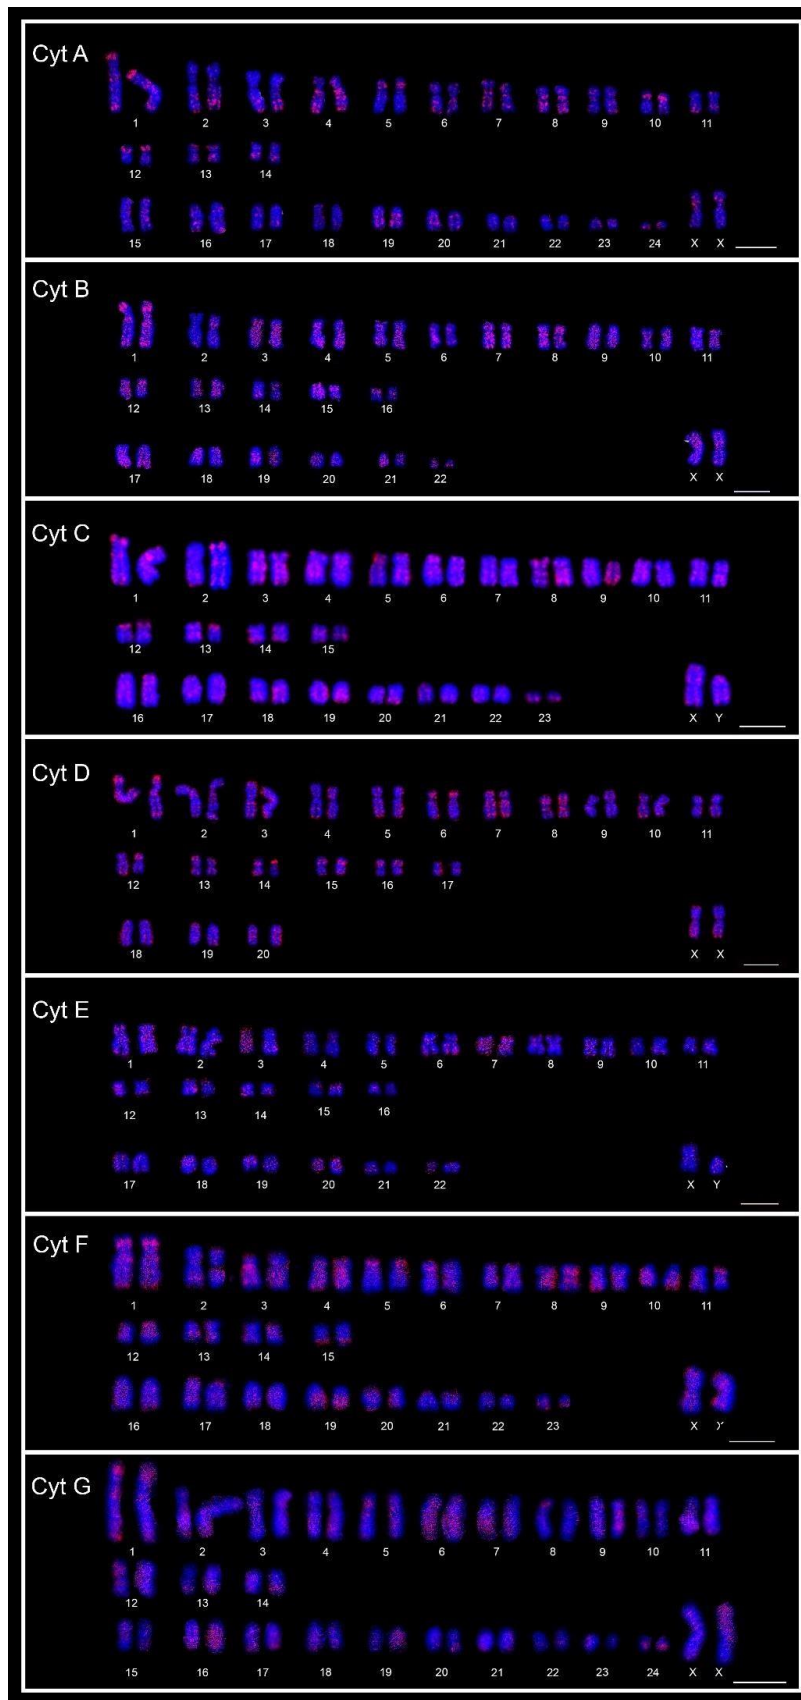 Cyt A
1 2 3 4 5 6 7 8 9 10 11
12 13 14
15 16 17 18 19 20 21 22 23 24 X X
Cyt B
1 2 3 4 5 6 7 8 9 10 11
12 13 14 15 16
17 18 19 20 21 22 X X
Cyt C
1 2 3 4 5 6 7 8 9 10 11
12 13 14 15
16 17 18 19 20 21 22 23 X Y
Cyt D
1 2 3 4 5 6 7 8 9 10 11
12 13 14 15 16 17
18 19 20 X X
Cyt E
1 2 3 4 5 6 7 8 9 10 11
12 13 14 15 16
17 18 19 20 21 22 X Y
Cyt F
1 2 3 4 5 6 7 8 9 10 11
12 13 14 15
16 17 18 19 20 21 22 23 X Y
Cyt G
1 2 3 4 5 6 7 8 9 10 11
12 13 14
15 16 17 18 19 20 21 22 23 24 X X